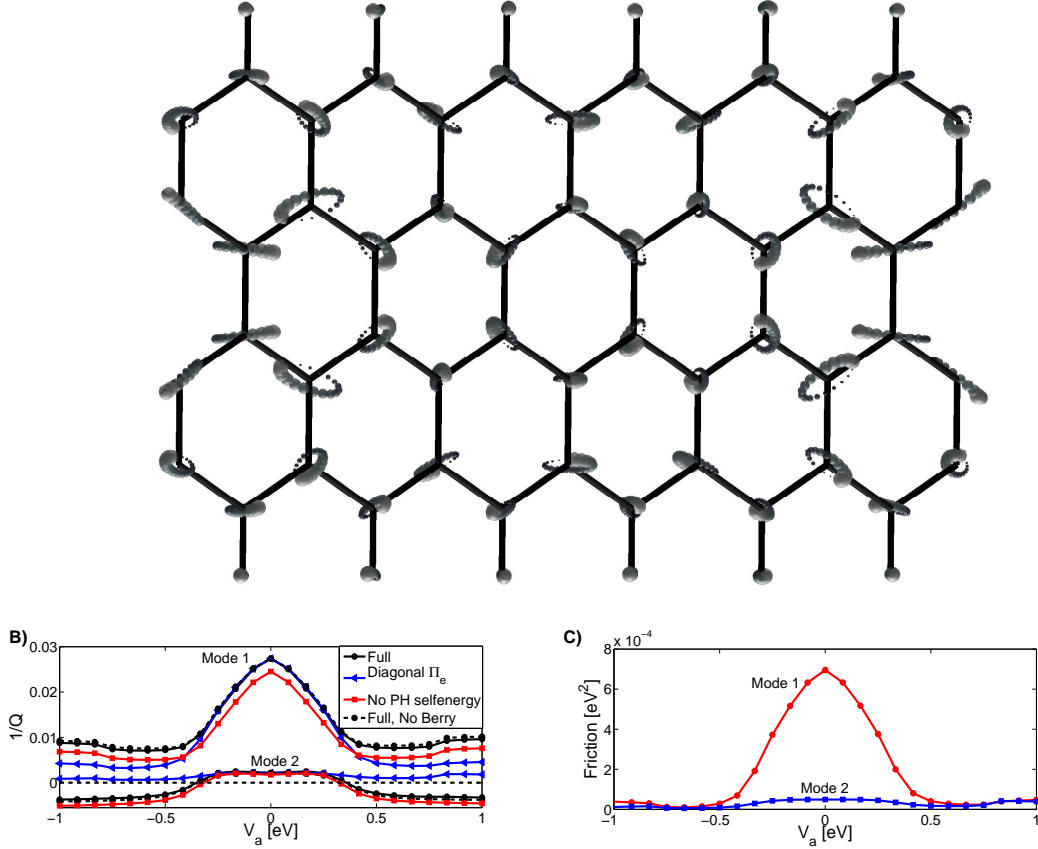 B)
0.03
0.02
0.01
0
−1
−0.5
0
0.5
1
1/Q
V_a [eV]
Mode 1
Mode 2
Full
Diagonal Π_e
No PH selfenergy
Full, No Berry
C)
8 x 10^-4
6
4
2
0
−1
−0.5
0
0.5
1
Friction [eV^2]
V_a [eV]
Mode 1
Mode 2